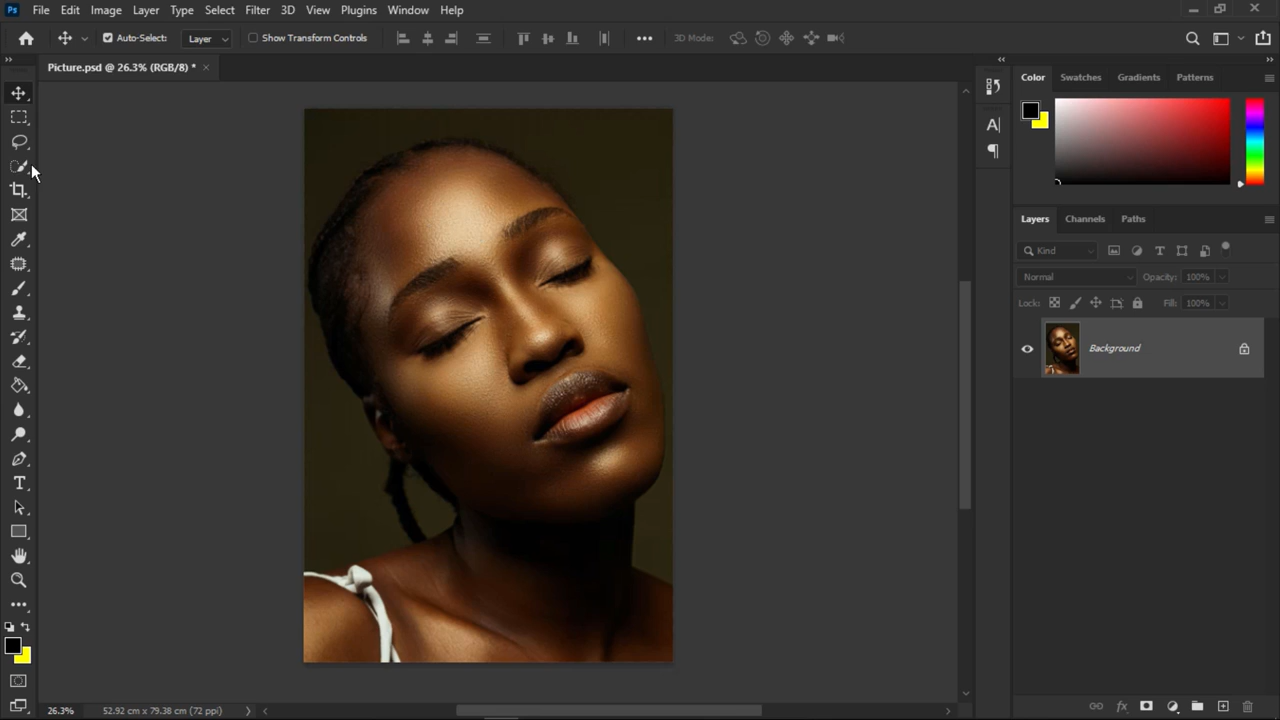 Ps File Edit Image Layer Type Select Filter 3D View Plugins Window Help
Auto-Select: Layer Show Transform Controls 3D Mode:
Picture.psd @ 26.3% (RGB/8) *
Color Swatches Gradients Patterns
Layers Channels Paths
Kind
Normal Opacity: 100%
Lock: Fill: 100%
Background
26.3% 52.92 cm x 79.38 cm (72 ppi)